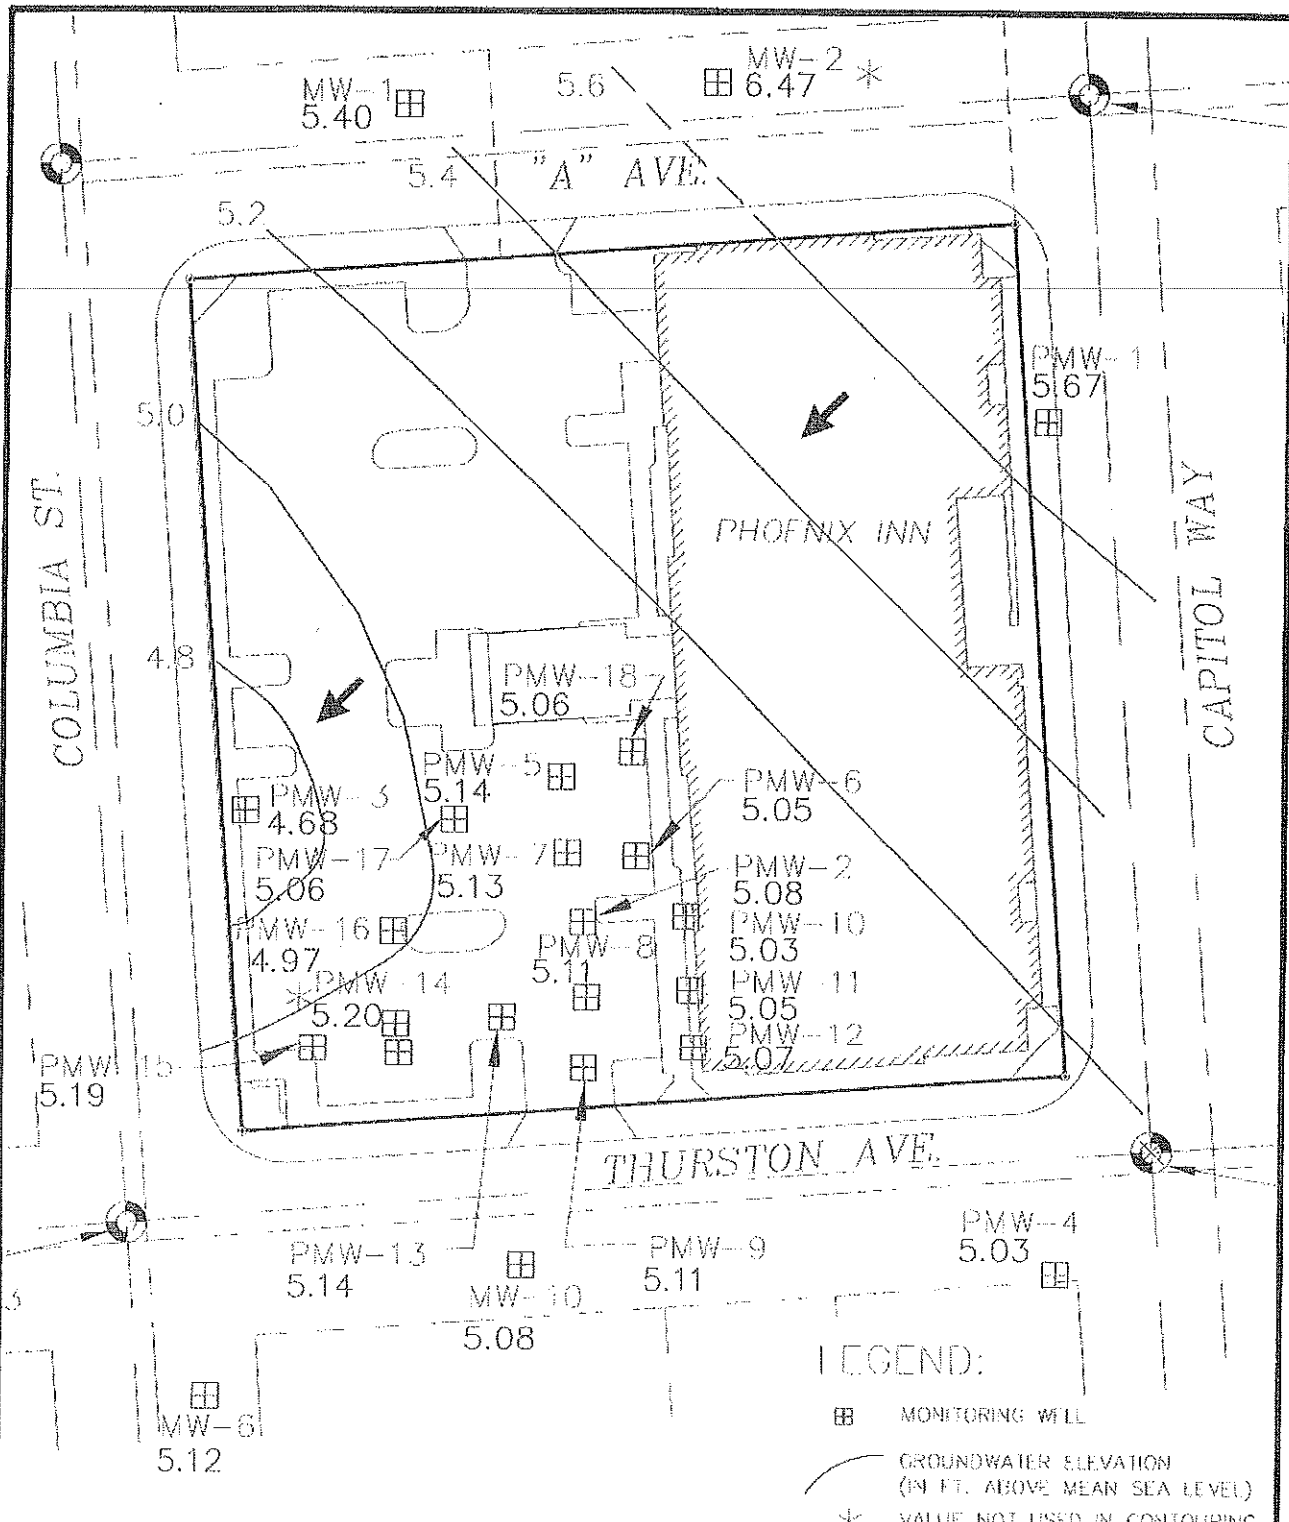 MW-1
5.40
5.6
MW-2
6.47 *
5.4
"A" AVE.
5.2
PMW-1
5.67
5.0
COLUMBIA ST.
PHOENIX INN
CAPITOL WAY
4.8
PMW-18
5.06
PMW-5
5.14
PMW-6
5.05
PMW-3
4.68
PMW-17
5.06
PMW-7
5.13
PMW-2
5.08
PMW-16
4.97
PMW-8
5.11
PMW-10
5.03
* PMW-14
5.20
PMW-11
5.05
PMW-12
5.07
PMW-15
5.19
THURSTON AVE.
PMW-13
5.14
MW-10
5.08
PMW-9
5.11
PMW-4
5.03
3
MW-6
5.12
LEGEND:
MONITORING WELL
GROUNDWATER ELEVATION
(IN FT. ABOVE MEAN SEA LEVEL)
* VALUE NOT USED IN CONTOURING